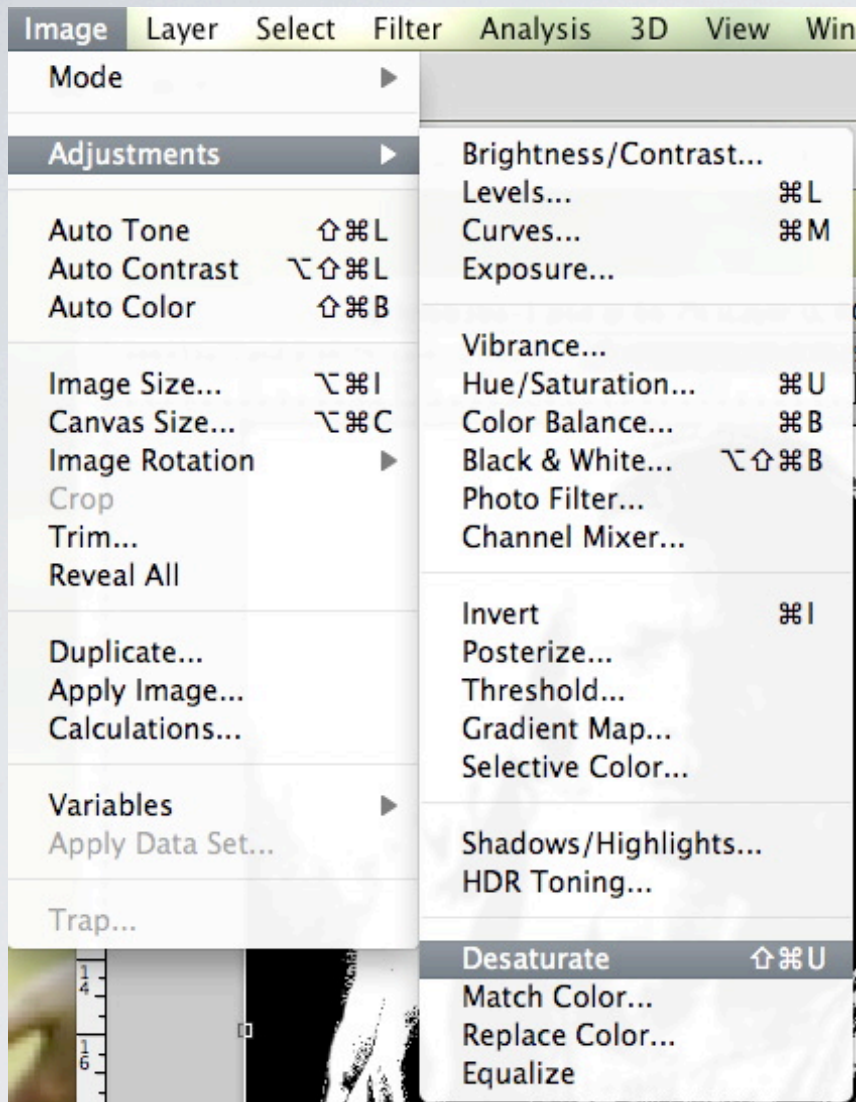 Image Layer Select Filter Analysis 3D View Win
Mode ▶
Adjustments ▶
Auto Tone ⇧⌘L
Auto Contrast ⌥⇧⌘L
Auto Color ⇧⌘B
Image Size... ⌥⌘I
Canvas Size... ⌥⌘C
Image Rotation ▶
Crop
Trim...
Reveal All
Duplicate...
Apply Image...
Calculations...
Variables ▶
Apply Data Set...
Trap...
Brightness/Contrast...
Levels... ⌘L
Curves... ⌘M
Exposure...
Vibrance...
Hue/Saturation... ⌘U
Color Balance... ⌘B
Black & White... ⌥⇧⌘B
Photo Filter...
Channel Mixer...
Invert ⌘I
Posterize...
Threshold...
Gradient Map...
Selective Color...
Shadows/Highlights...
HDR Toning...
Desaturate ⇧⌘U
Match Color...
Replace Color...
Equalize
14
16